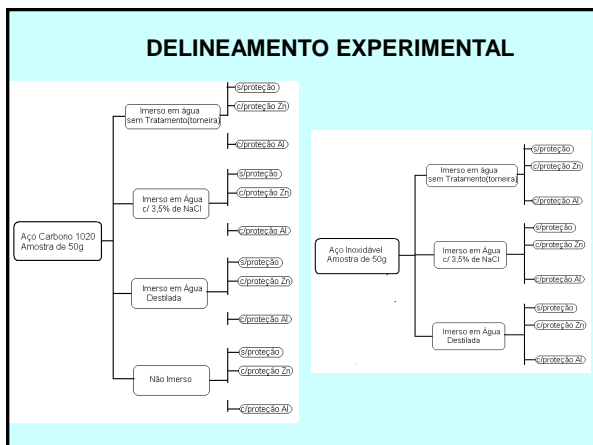 DELINEAMENTO EXPERIMENTAL
Aço Carbono 1020
Amostra de 50g
Imerso em água
sem Tratamento(torneira)
s/proteção
c/proteção Zn
c/proteção Al
Imerso em Água
c/ 3,5% de NaCl
s/proteção
c/proteção Zn
c/proteção Al
Imerso em Água
Destilada
s/proteção
c/proteção Zn
c/proteção Al
Não Imerso
s/proteção
c/proteção Zn
c/proteção Al
Aço Inoxidável
Amostra de 50g
Imerso em água
sem Tratamento(torneira)
s/proteção
c/proteção Zn
c/proteção Al
Imerso em Água
c/ 3,5% de NaCl
s/proteção
c/proteção Zn
c/proteção Al
Imerso em Água
Destilada
s/proteção
c/proteção Zn
c/proteção Al